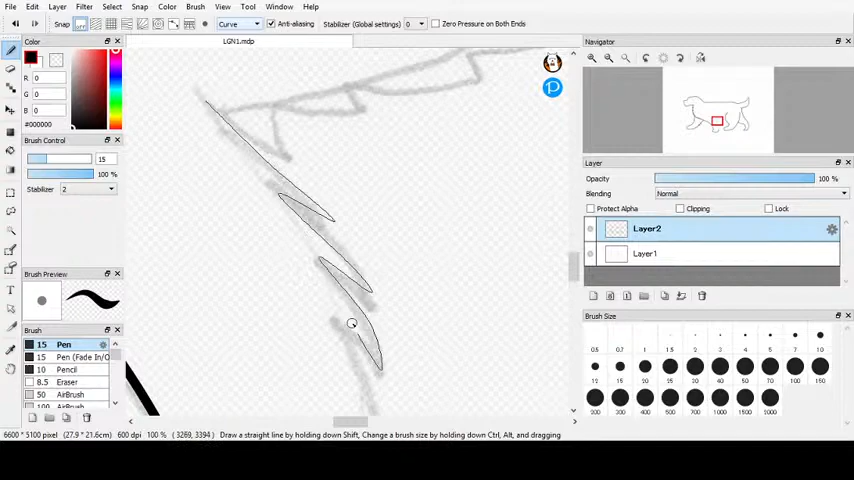 File Edit Layer Filter Select Snap Color Brush View Tool Window Help
Snap off Curve Anti-aliasing Stabilizer (Global settings) 0 Zero Pressure on Both Ends
Color
LGN1.mdp
Navigator
R 0
G 0
B 0
#000000
Brush Control
15
100 %
Stabilizer 2
Layer
Opacity 100 %
Blending Normal
Protect Alpha Clipping Lock
Layer2
Layer1
Brush Preview
Brush
15 Pen
15 Pen (Fade In/O
10 Pencil
8.5 Eraser
50 AirBrush
100 AirBrush
Brush Size
0.5 0.7 1 1.5 2 3 4 5 7 10
12 15 20 25 30 40 50 70 100 150
200 300 400 500 700 1000 1500 2000
6600 * 5100 pixel (27.9 * 21.6cm) 600 dpi 100 % ( 3269, 3394 ) Draw a straight line by holding down Shift, Change a brush size by holding down Ctrl, Alt, and dragging